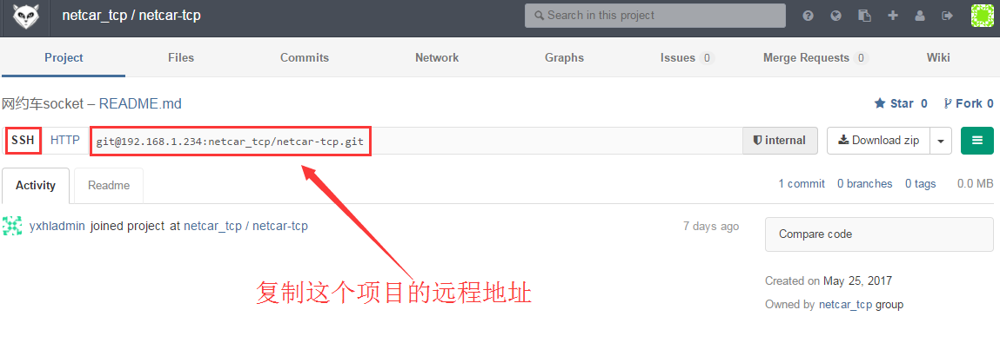 netcar_tcp / netcar-tcp
Search in this project
Project Files Commits Network Graphs Issues 0 Merge Requests 0 Wiki
网约车socket – README.md
Star 0 Fork 0
SSH HTTP git@192.168.1.234:netcar_tcp/netcar-tcp.git internal Download zip
Activity Readme
1 commit 0 branches 0 tags 0.0 MB
yxhladmin joined project at netcar_tcp / netcar-tcp
7 days ago
Compare code
复制这个项目的远程地址
Created on May 25, 2017
Owned by netcar_tcp group